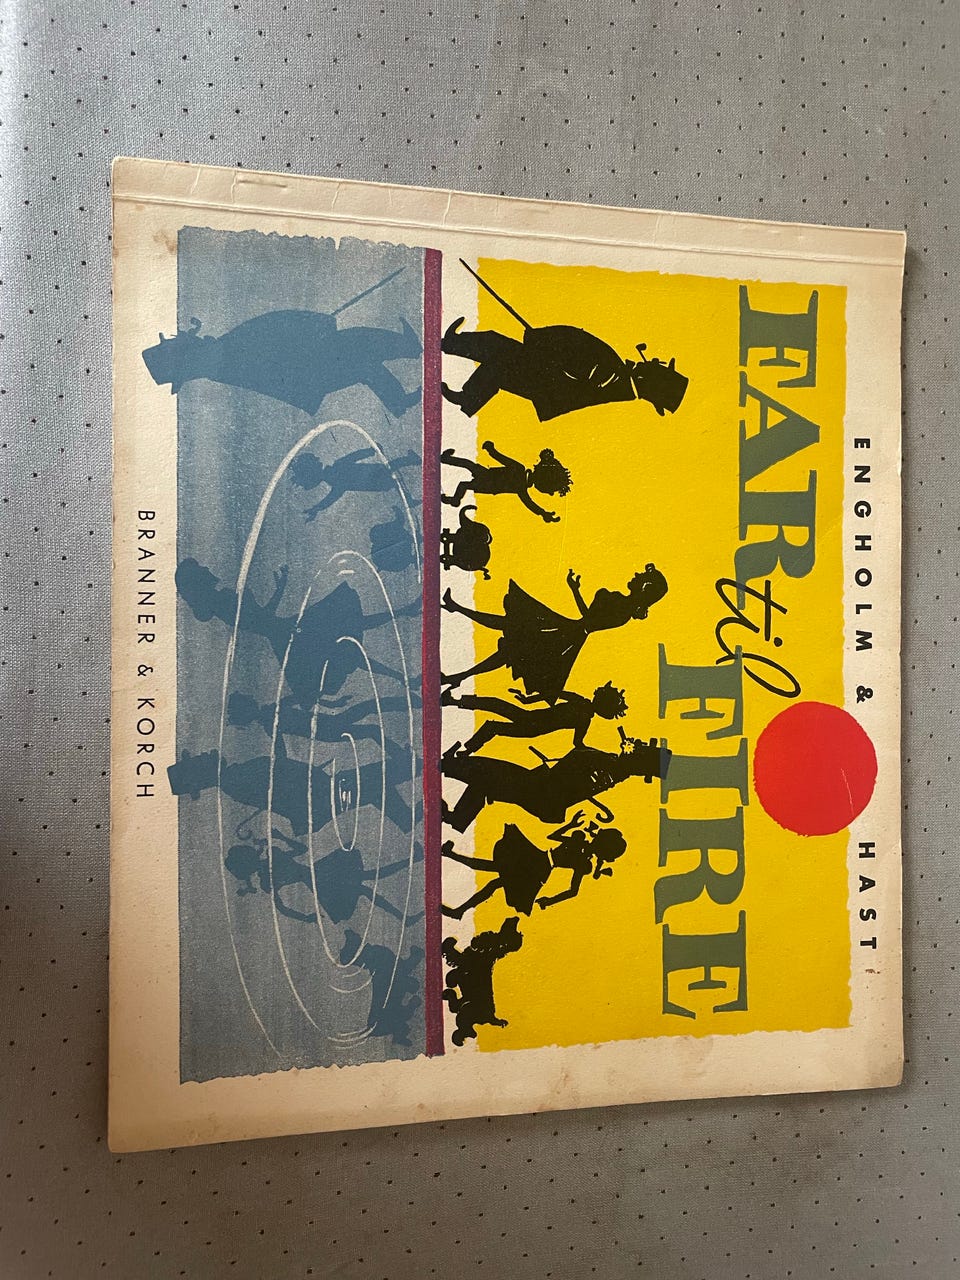 ENGHOLM & HAST
FAR til
FIRE
BRANNER & KORCH